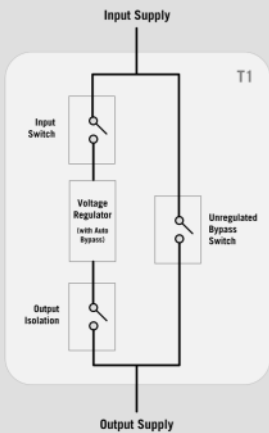 Input Supply
T1
Input
Switch
Voltage
Regulator
(with Auto
Bypass)
Unregulated
Bypass
Switch
Output
Isolation
Output Supply